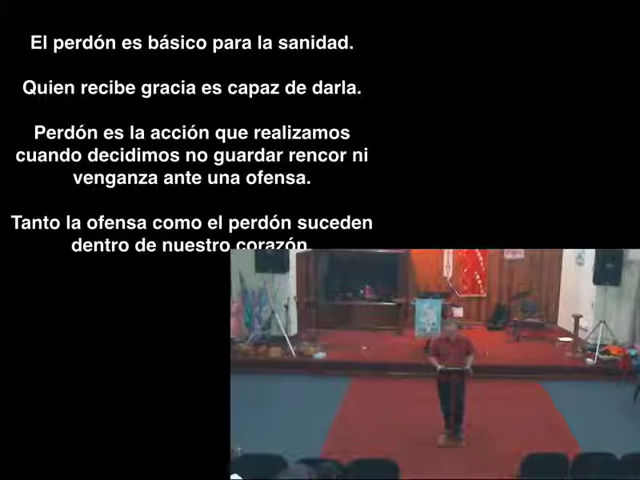 El perdón es básico para la sanidad.
Quien recibe gracia es capaz de darla.
Perdón es la acción que realizamos
cuando decidimos no guardar rencor ni
venganza ante una ofensa.
Tanto la ofensa como el perdón suceden
dentro de nuestro corazón.